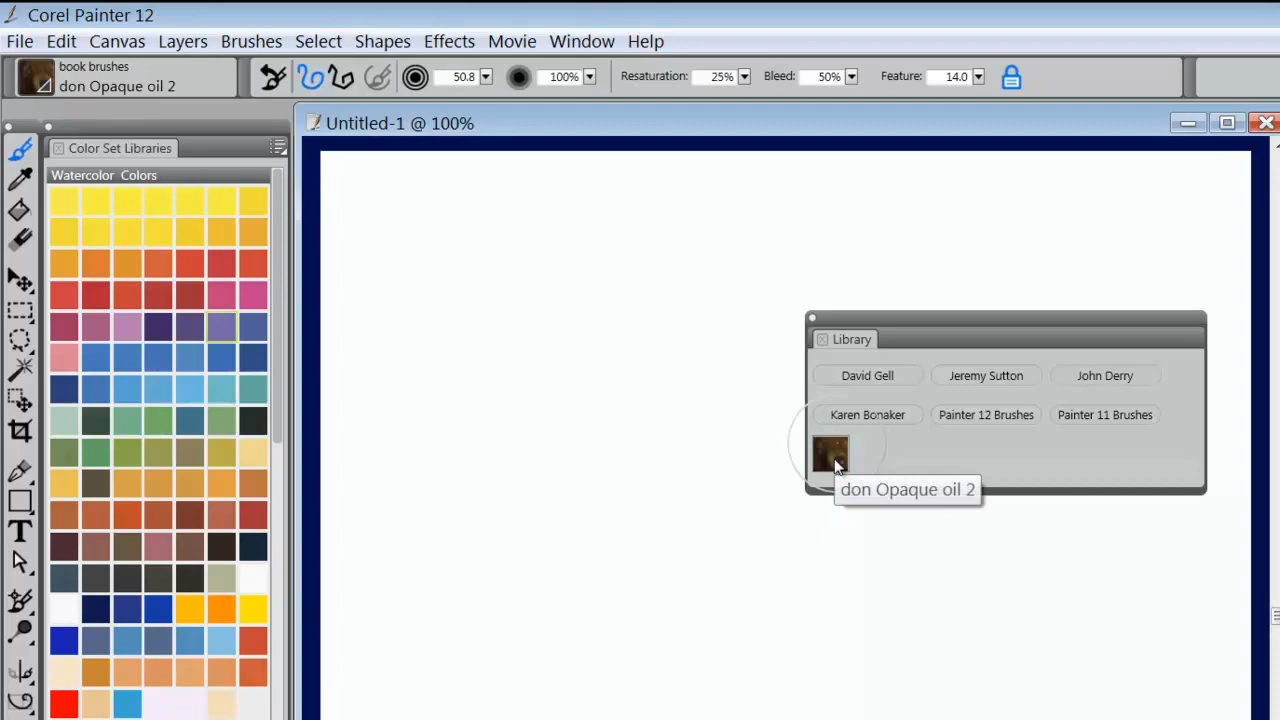 Corel Painter 12
File Edit Canvas Layers Brushes Select Shapes Effects Movie Window Help
book brushes
don Opaque oil 2
50.8 100% Resaturation: 25% Bleed: 50% Feature: 14.0
Untitled-1 @ 100%
Color Set Libraries
Watercolor Colors
Library
David Gell Jeremy Sutton John Derry
Karen Bonaker Painter 12 Brushes Painter 11 Brushes
don Opaque oil 2
T